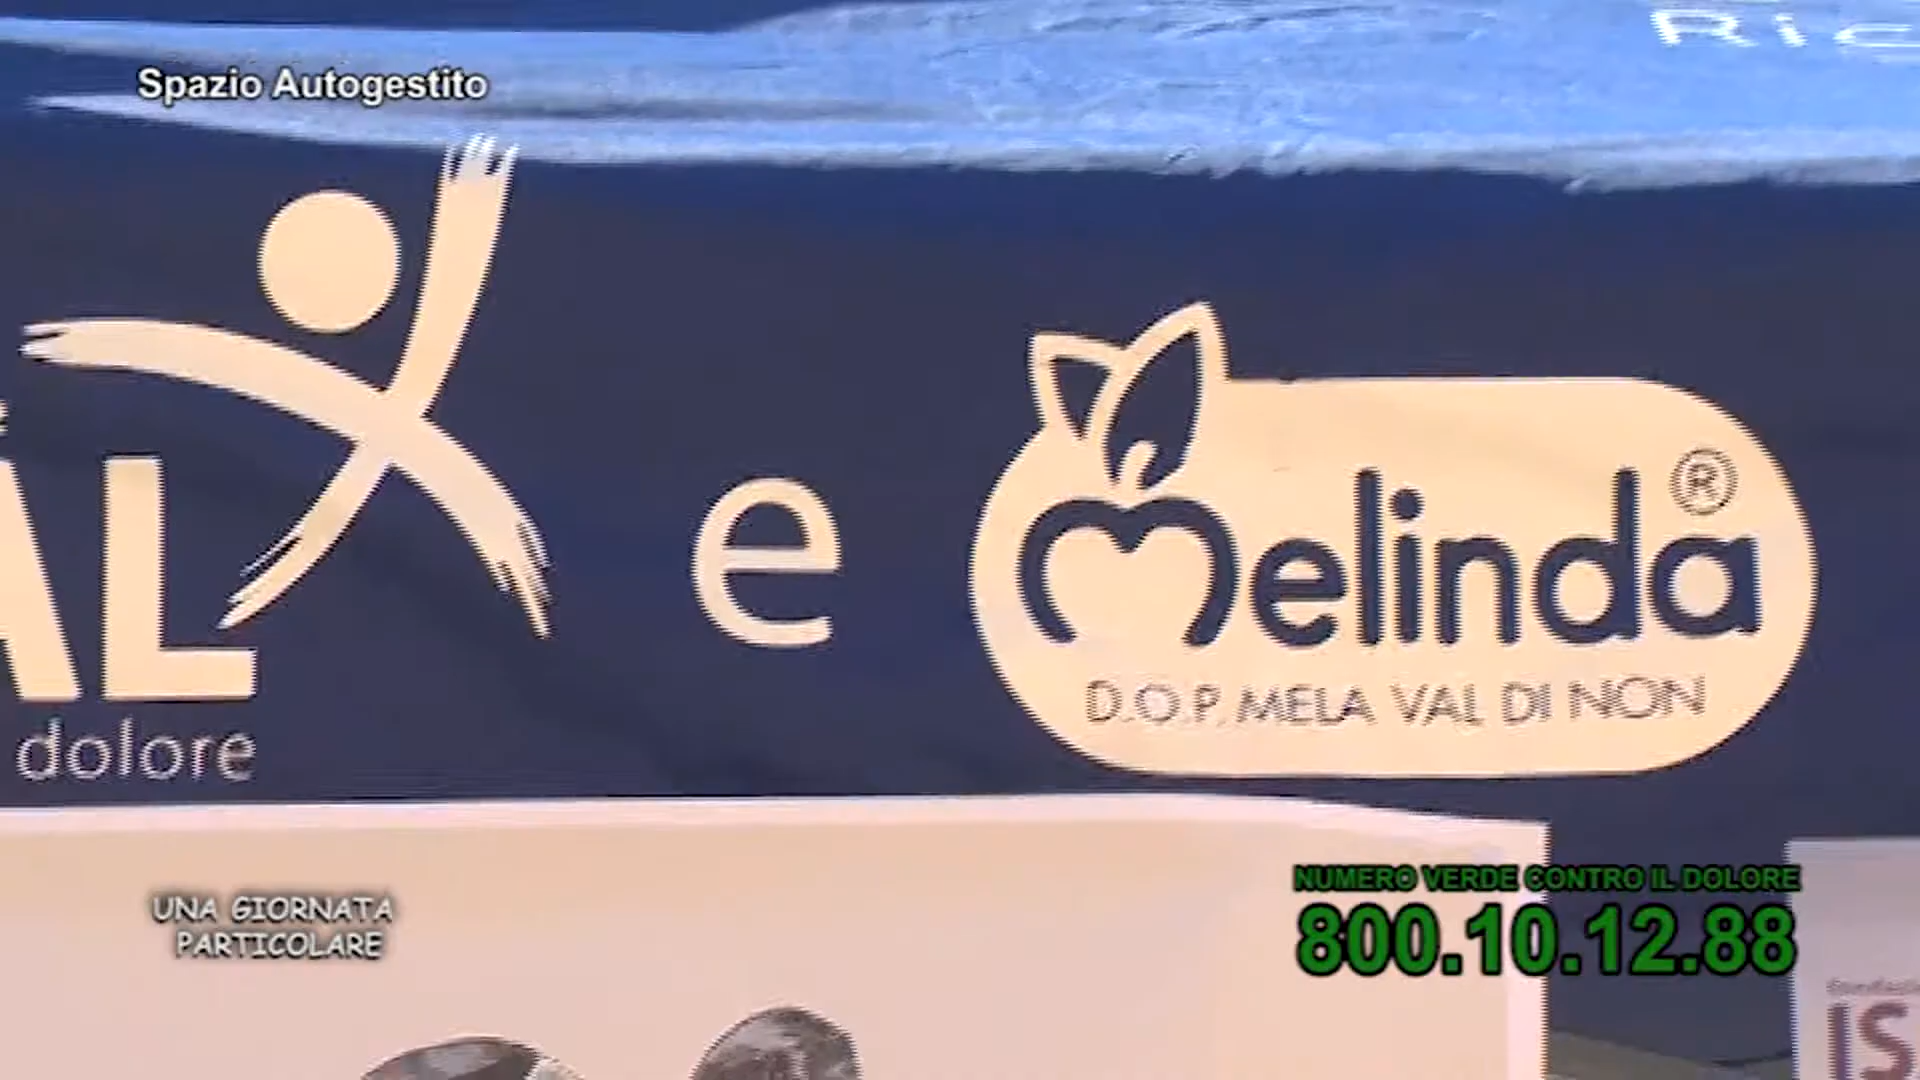 Spazio Autogestito
AL
dolore
e
melinda®
D.O.P. MELA VAL DI NON
UNA GIORNATA
PARTICOLARE
NUMERO VERDE CONTRO IL DOLORE
800.10.12.88